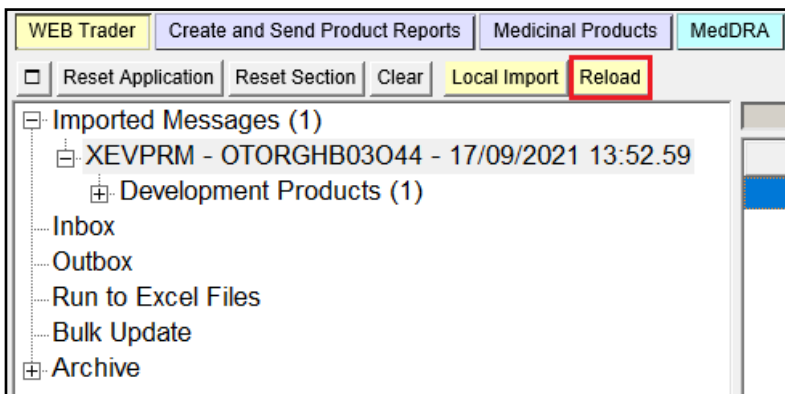 WEB Trader Create and Send Product Reports Medicinal Products MedDRA
Reset Application Reset Section Clear Local Import Reload
Imported Messages (1)
XEVPRM - OTORGHB03O44 - 17/09/2021 13:52.59
Development Products (1)
Inbox
Outbox
Run to Excel Files
Bulk Update
Archive